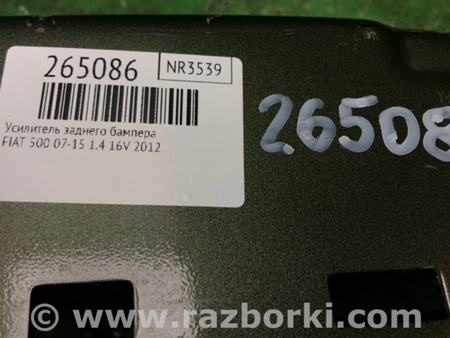 265086 NR3539
Усилитель заднего бампера
FIAT 500 07-15 1.4 16V 2012
26508
© www.razborki.com